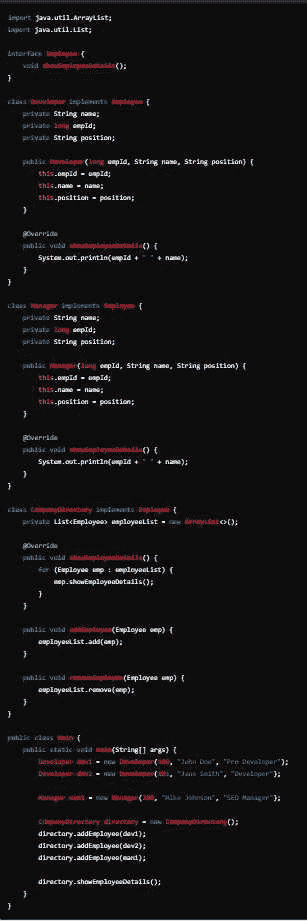 import java.util.ArrayList;
import java.util.List;
interface Employee {
void showEmployeeDetails();
}
class Developer implements Employee {
private String name;
private long empId;
private String position;
public Developer(long empId, String name, String position) {
this.empId = empId;
this.name = name;
this.position = position;
}
@Override
public void showEmployeeDetails() {
System.out.println(empId + " " + name);
}
}
class Manager implements Employee {
private String name;
private long empId;
private String position;
public Manager(long empId, String name, String position) {
this.empId = empId;
this.name = name;
this.position = position;
}
@Override
public void showEmployeeDetails() {
System.out.println(empId + " " + name);
}
}
class CompanyDirectory implements Employee {
private List<Employee> employeeList = new ArrayList<>();
@Override
public void showEmployeeDetails() {
for (Employee emp : employeeList) {
emp.showEmployeeDetails();
}
}
public void addEmployee(Employee emp) {
employeeList.add(emp);
}
public void removeEmployee(Employee emp) {
employeeList.remove(emp);
}
}
public class Main {
public static void main(String[] args) {
Developer dev1 = new Developer(100, "John Doe", "Pro Developer");
Developer dev2 = new Developer(101, "Jane Smith", "Developer");
Manager man1 = new Manager(200, "Mike Johnson", "SEO Manager");
CompanyDirectory directory = new CompanyDirectory();
directory.addEmployee(dev1);
directory.addEmployee(dev2);
directory.addEmployee(man1);
directory.showEmployeeDetails();
}
}